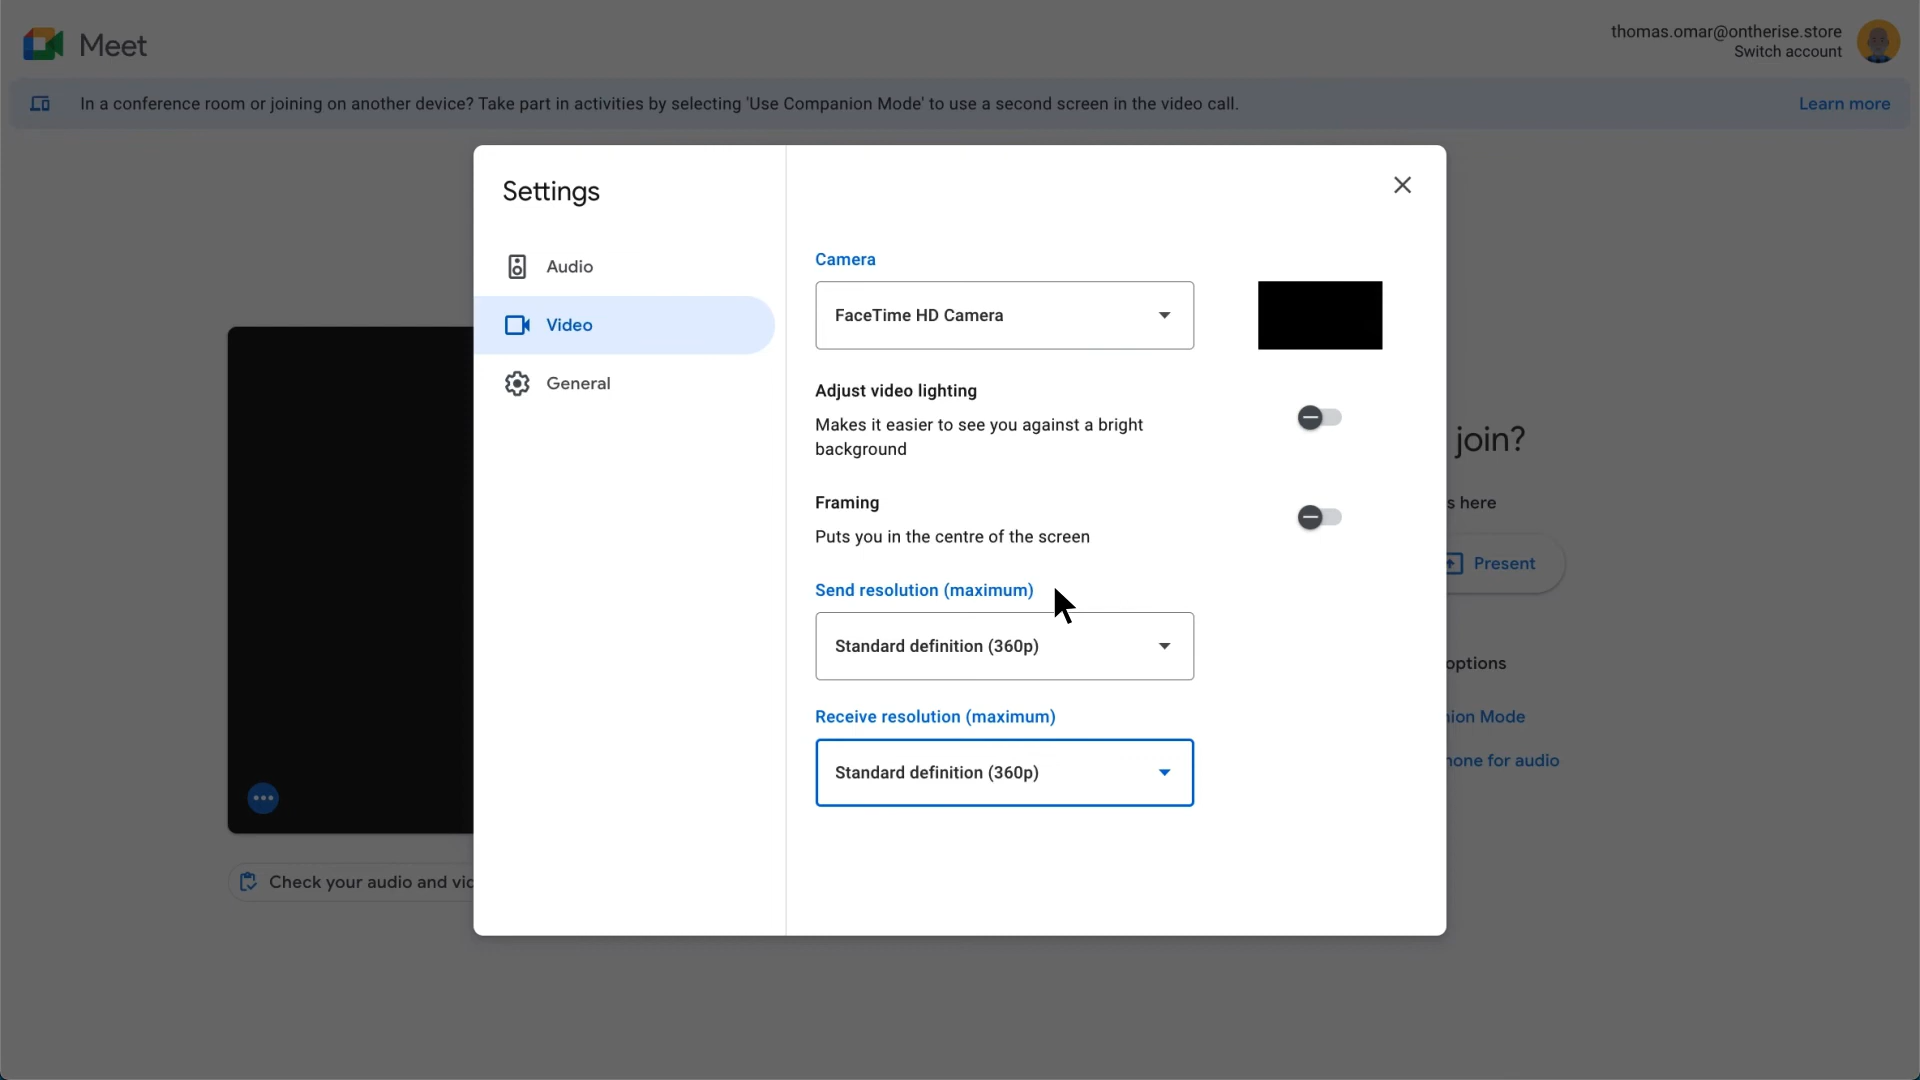 Meet
thomas.omar@ontherise.store
Switch account
In a conference room or joining on another device? Take part in activities by selecting 'Use Companion Mode' to use a second screen in the video call.
Learn more
Settings
Audio
Video
General
Camera
FaceTime HD Camera
Adjust video lighting
Makes it easier to see you against a bright
background
Framing
Puts you in the centre of the screen
Send resolution (maximum)
Standard definition (360p)
Receive resolution (maximum)
Standard definition (360p)
join?
s here
Present
options
ion Mode
hone for audio
Check your audio and vid